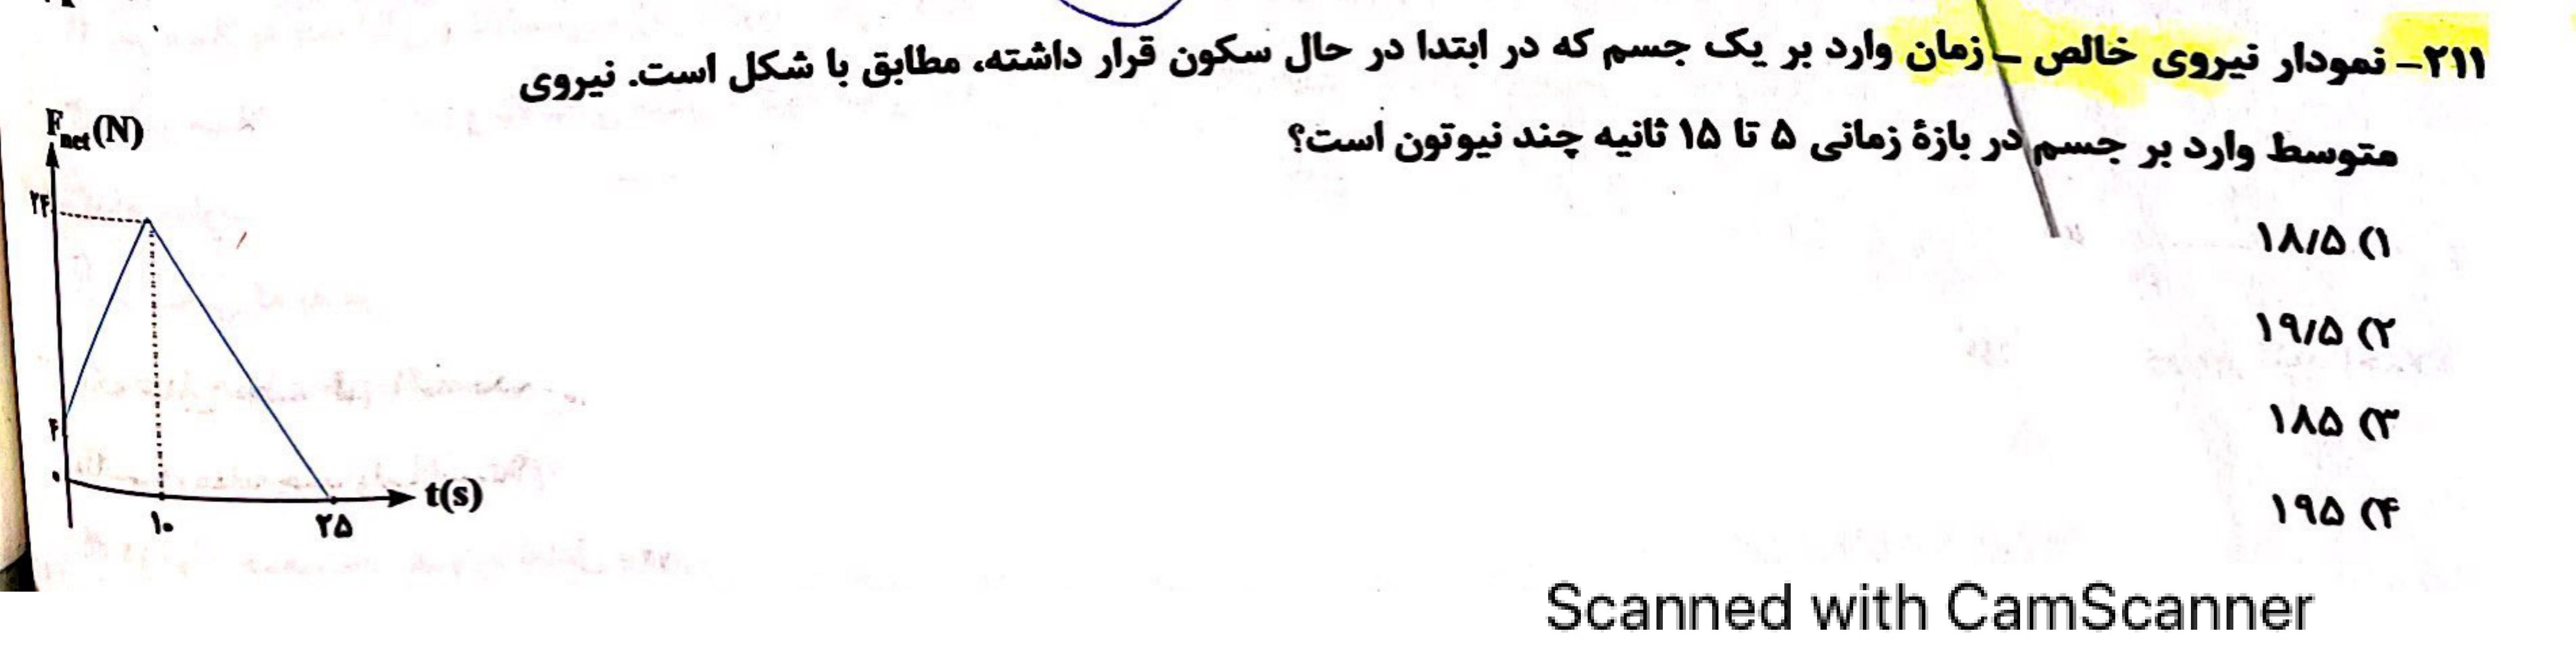 ۲۱۱– نمودار نیروی خالص – زمان وارد بر یک جسم که در ابتدا در حال سکون قرار داشته، مطابق با شکل است. نیروی
متوسط وارد بر جسم در بازهٔ زمانی ۵ تا ۱۵ ثانیه چند نیوتون است؟
۱) ۱۸/۵
۲) ۱۹/۵
۳) ۱۸۵
۴) ۱۹۵
Fnet(N)
۲۴
۴
۰
۱۰
۲۵
t(s)
Scanned with CamScanner